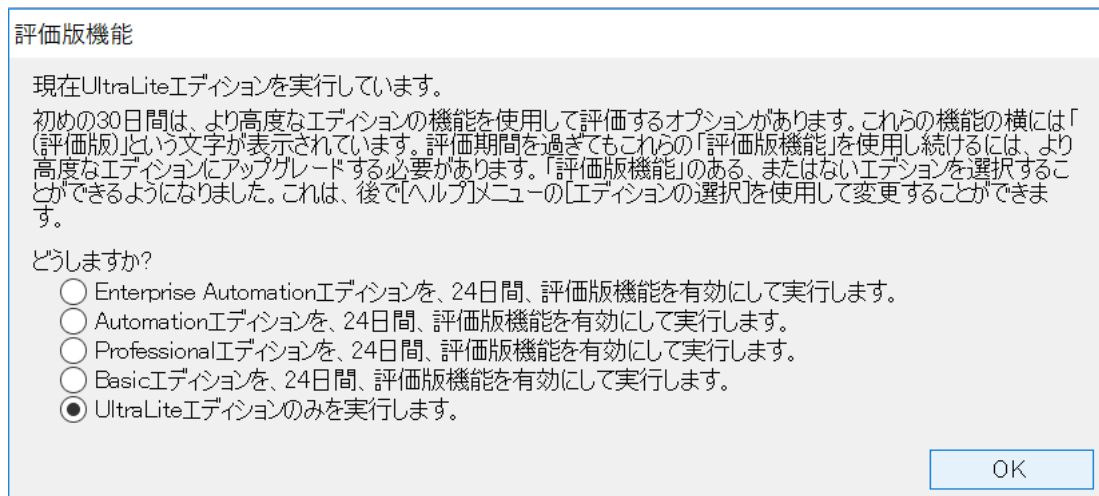 評価版機能
現在UltraLiteエディションを実行しています。
初めの30日間は、より高度なエディションの機能を使用して評価するオプションがあります。これらの機能の横には「
(評価版)」という文字が表示されています。評価期間を過ぎてもこれらの「評価版機能」を使用し続けるには、より
高度なエディションにアップグレードする必要があります。「評価版機能」のある、またはないエデションを選択するこ
とができるようになりました。これは、後で[ヘルプ]メニューの[エディションの選択]を使用して変更することができま
す。
どうしますか?
Enterprise Automationエディションを、24日間、評価版機能を有効にして実行します。
Automationエディションを、24日間、評価版機能を有効にして実行します。
Professionalエディションを、24日間、評価版機能を有効にして実行します。
Basicエディションを、24日間、評価版機能を有効にして実行します。
UltraLiteエディションのみを実行します。
OK